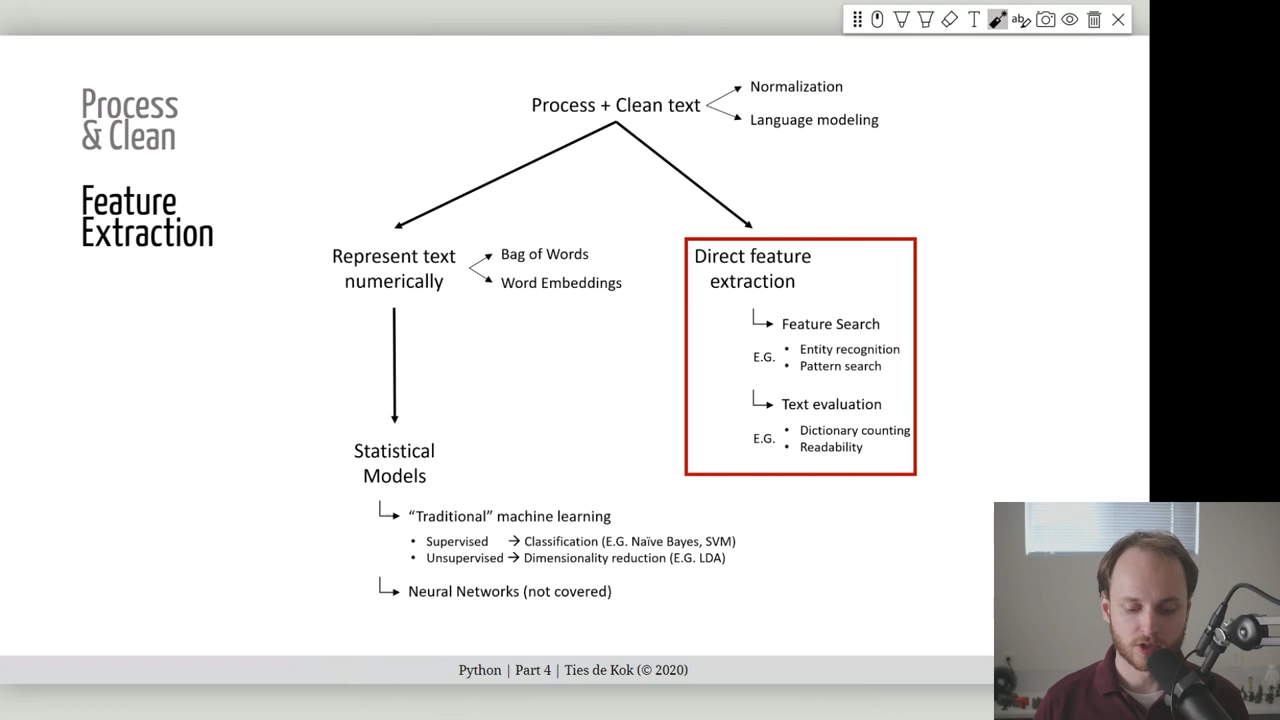 Process
& Clean
Feature
Extraction
Process + Clean text
Normalization
Language modeling
Represent text
numerically
Bag of Words
Word Embeddings
Direct feature
extraction
Feature Search
E.G.
• Entity recognition
• Pattern search
Text evaluation
E.G.
• Dictionary counting
• Readability
Statistical
Models
“Traditional” machine learning
• Supervised → Classification (E.G. Naïve Bayes, SVM)
• Unsupervised → Dimensionality reduction (E.G. LDA)
Neural Networks (not covered)
Python | Part 4 | Ties de Kok (© 2020)
T
ab